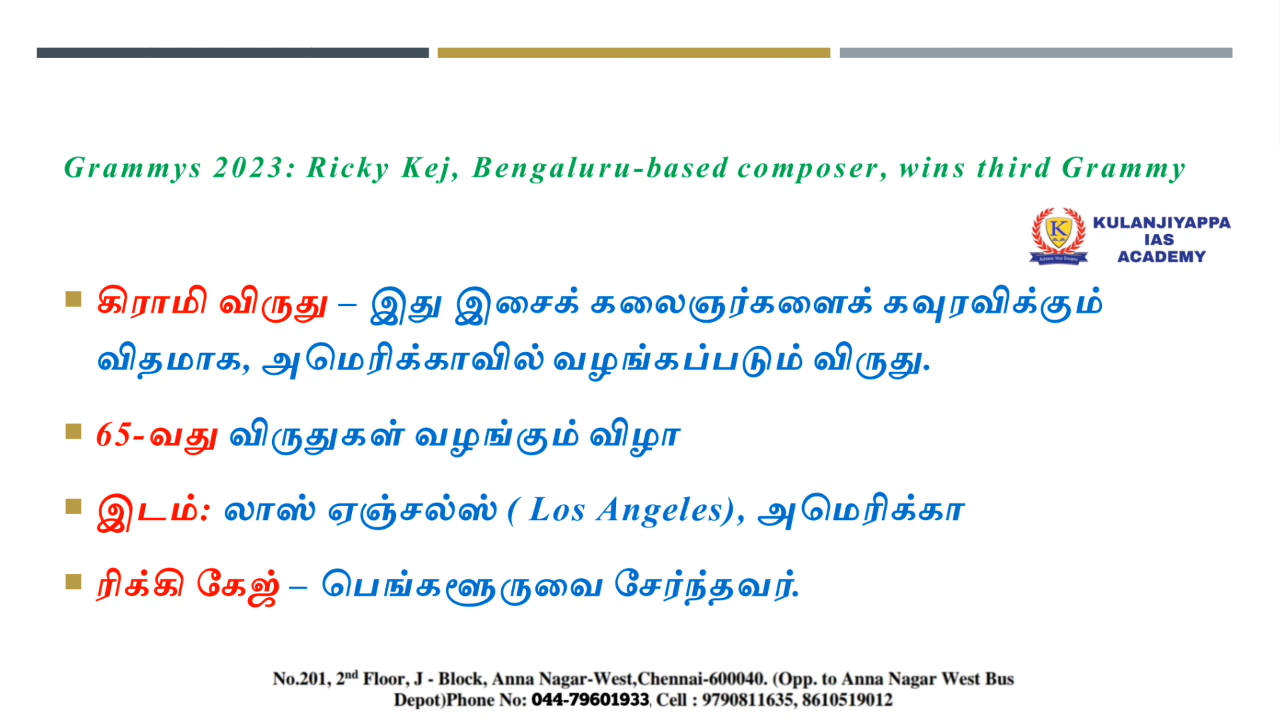 Grammys 2023: Ricky Kej, Bengaluru-based composer, wins third Grammy
KULANJIYAPPA
IAS
ACADEMY
கிராமி விருது – இது இசைக் கலைஞர்களைக் கவுரவிக்கும்
விதமாக, அமெரிக்காவில் வழங்கப்படும் விருது.
65-வது விருதுகள் வழங்கும் விழா
இடம்: லாஸ் ஏஞ்சல்ஸ் ( Los Angeles), அமெரிக்கா
ரிக்கி கேஜ் – பெங்களூருவை சேர்ந்தவர்.
No.201, 2nd Floor, J - Block, Anna Nagar-West,Chennai-600040. (Opp. to Anna Nagar West Bus
Depot)Phone No: 044-79601933, Cell : 9790811635, 8610519012